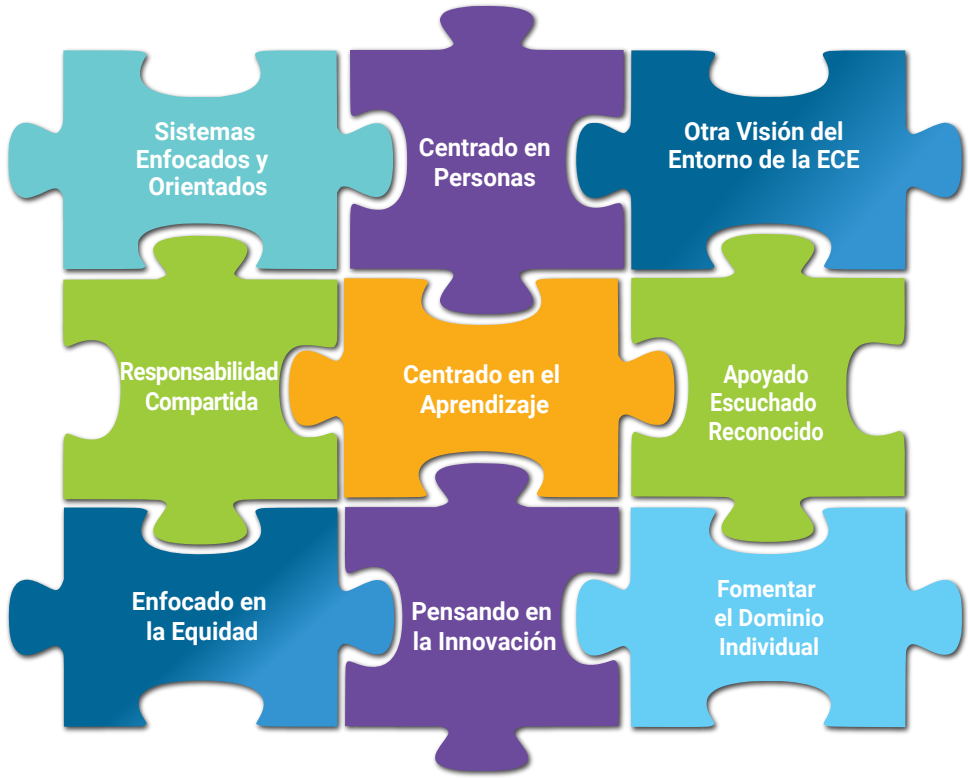 Sistemas
Enfocados y
Orientados
Centrado en
Personas
Otra Visión del
Entorno de la ECE
Responsabilidad
Compartida
Centrado en el
Aprendizaje
Apoyado
Escuchado
Reconocido
Enfocado en
la Equidad
Pensando en
la Innovación
Fomentar
el Dominio
Individual